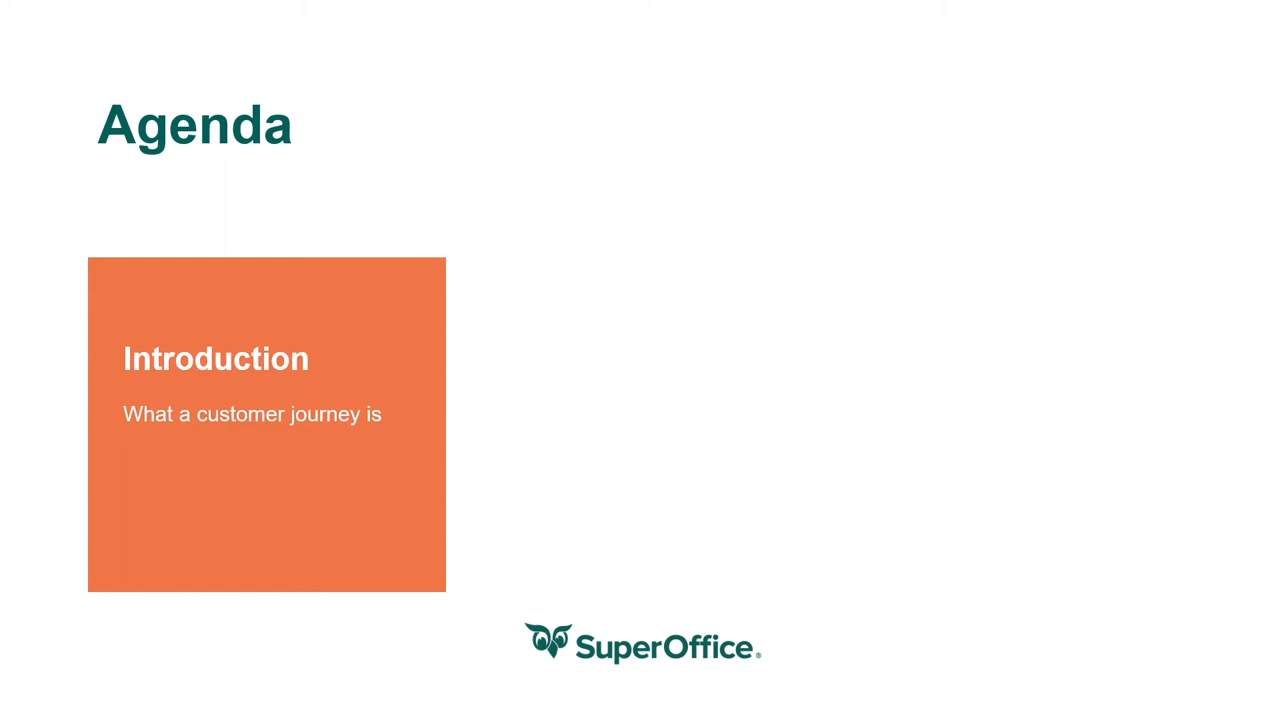 Agenda
Introduction
What a customer journey is
SuperOffice®